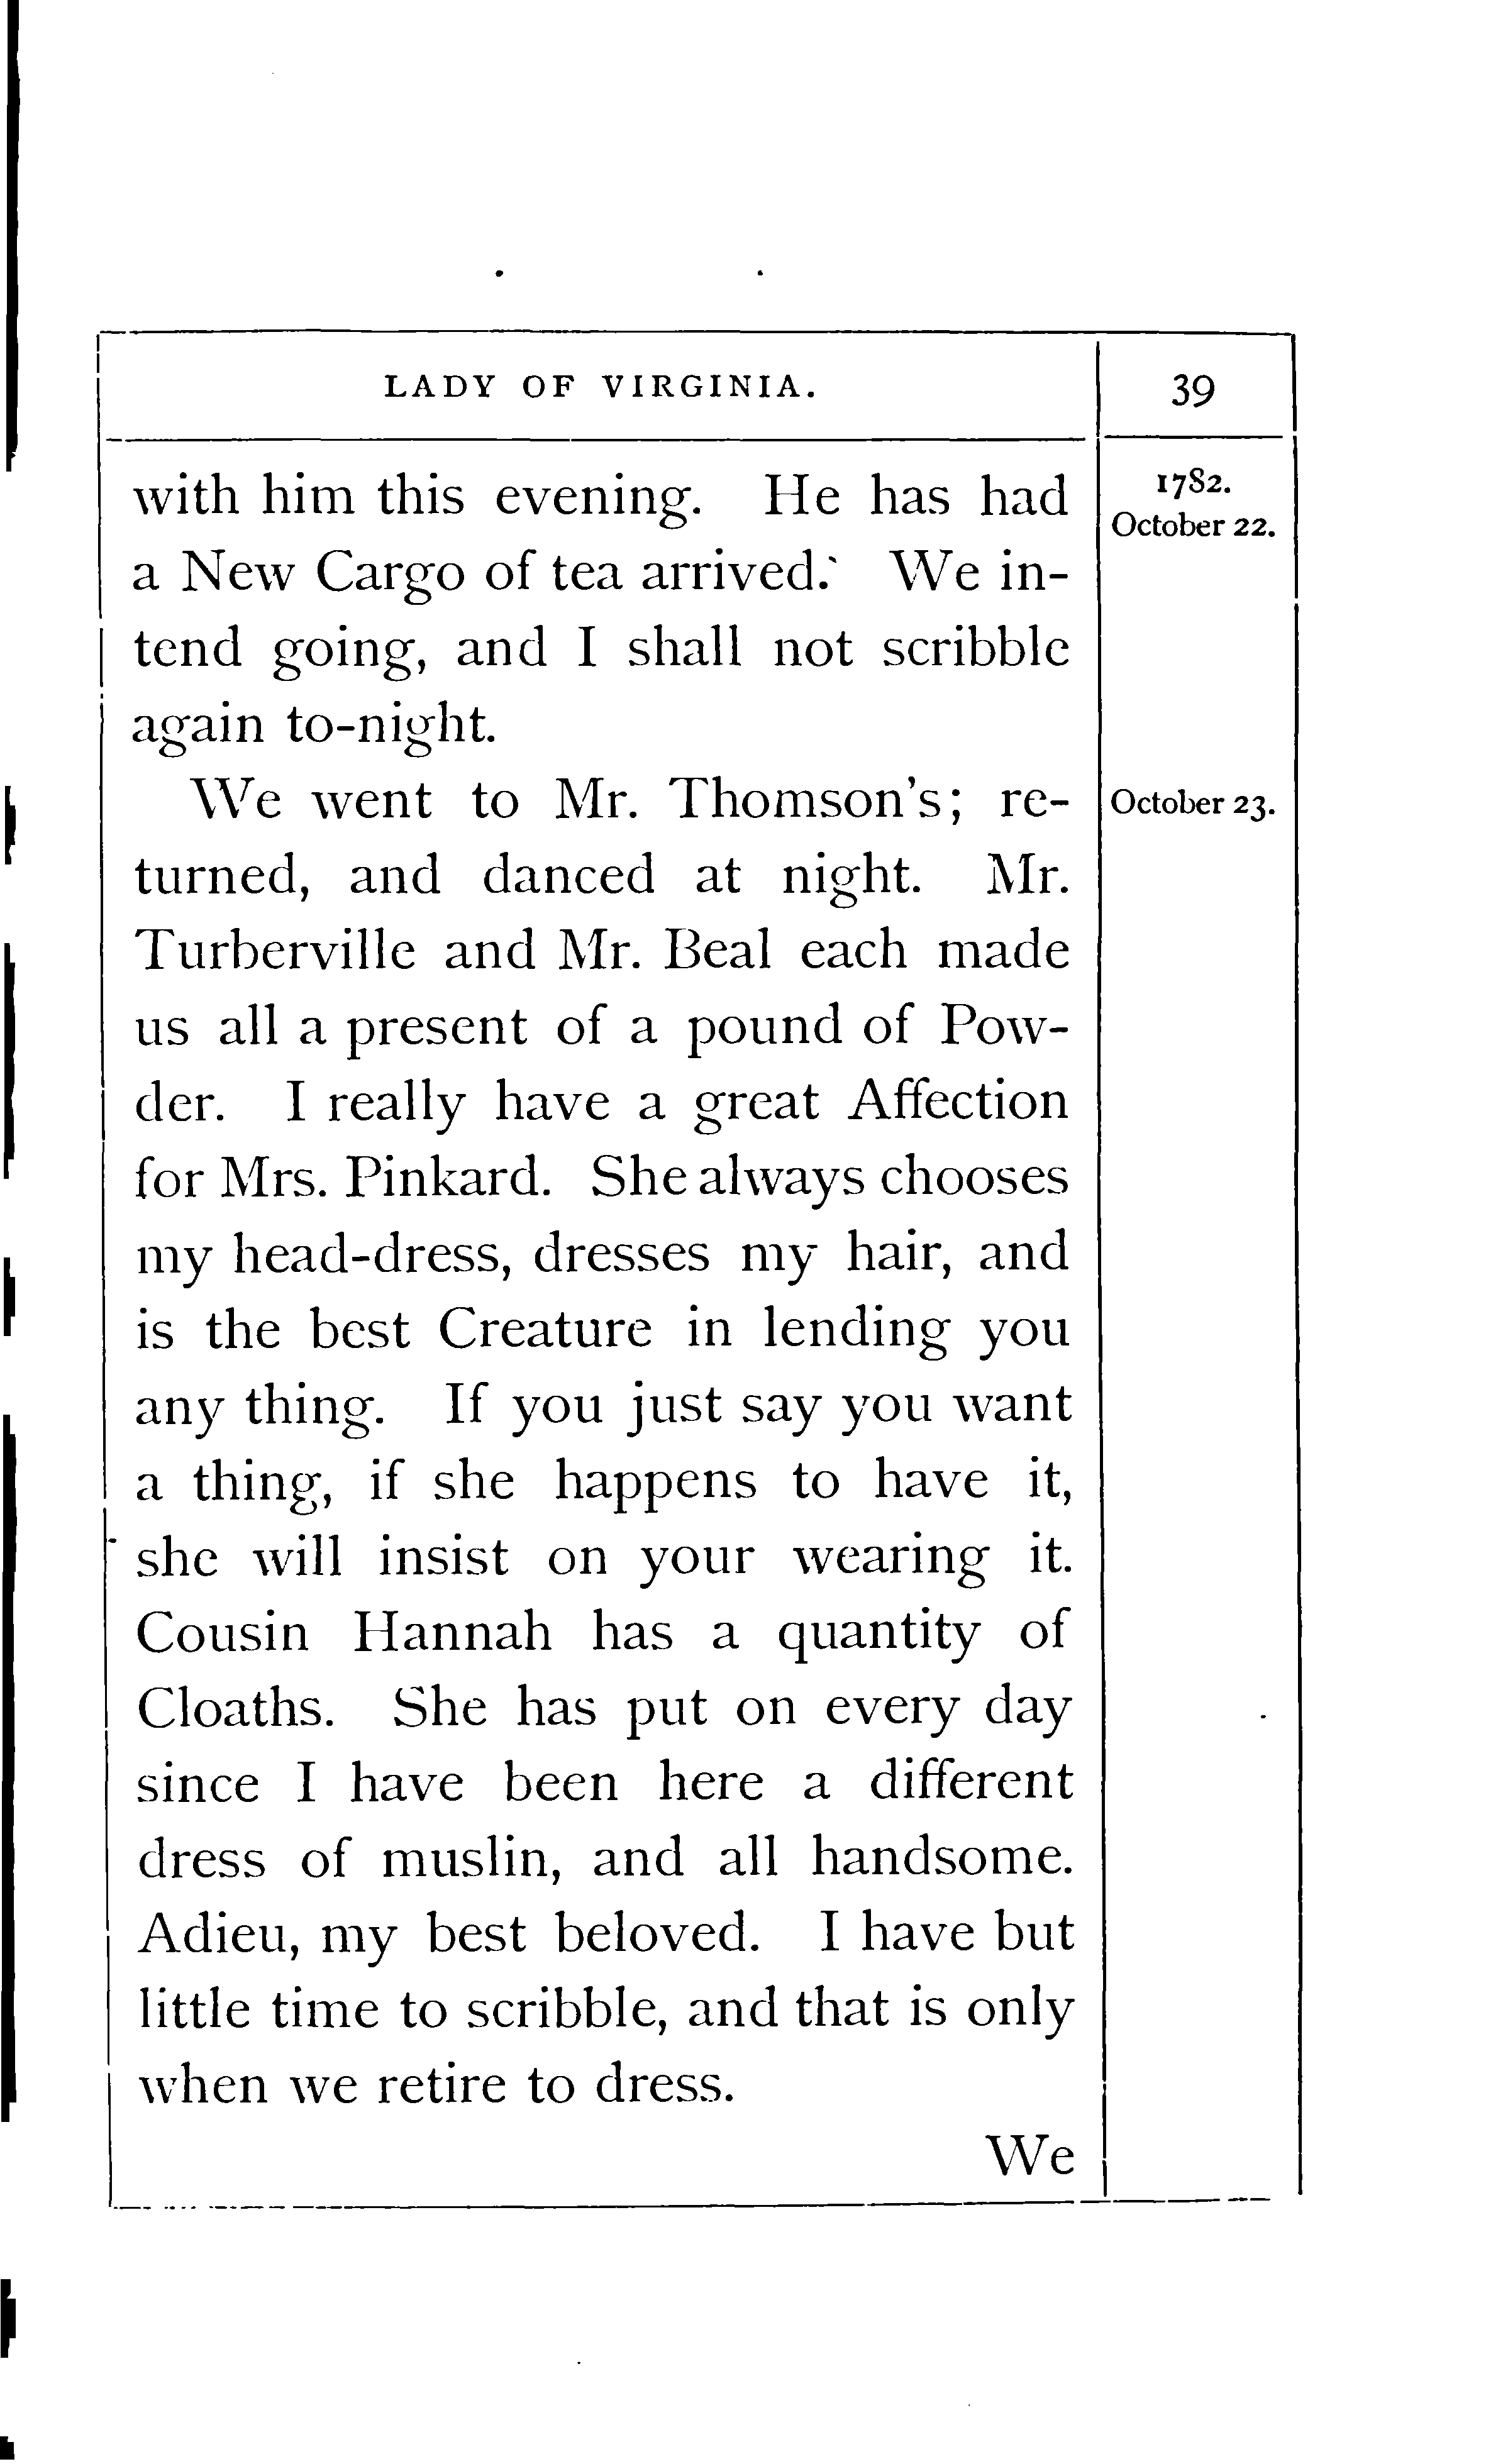 LADY OF VIRGINIA.
39
with him this evening. He has had
1782.
October 22.
a New Cargo of tea arrived. We in-
tend going, and I shall not scribble
again to-night.
We went to Mr. Thomson's; re-
October 23.
turned, and danced at night. Mr.
Turberville and Mr. Beal each made
us all a present of a pound of Pow-
der. I really have a great Affection
for Mrs. Pinkard. She always chooses
my head-dress, dresses my hair, and
is the best Creature in lending you
any thing. If you just say you want
a thing, if she happens to have it,
she will insist on your wearing it.
Cousin Hannah has a quantity of
Cloaths. She has put on every day
since I have been here a different
dress of muslin, and all handsome.
Adieu, my best beloved. I have but
little time to scribble, and that is only
when we retire to dress.
We